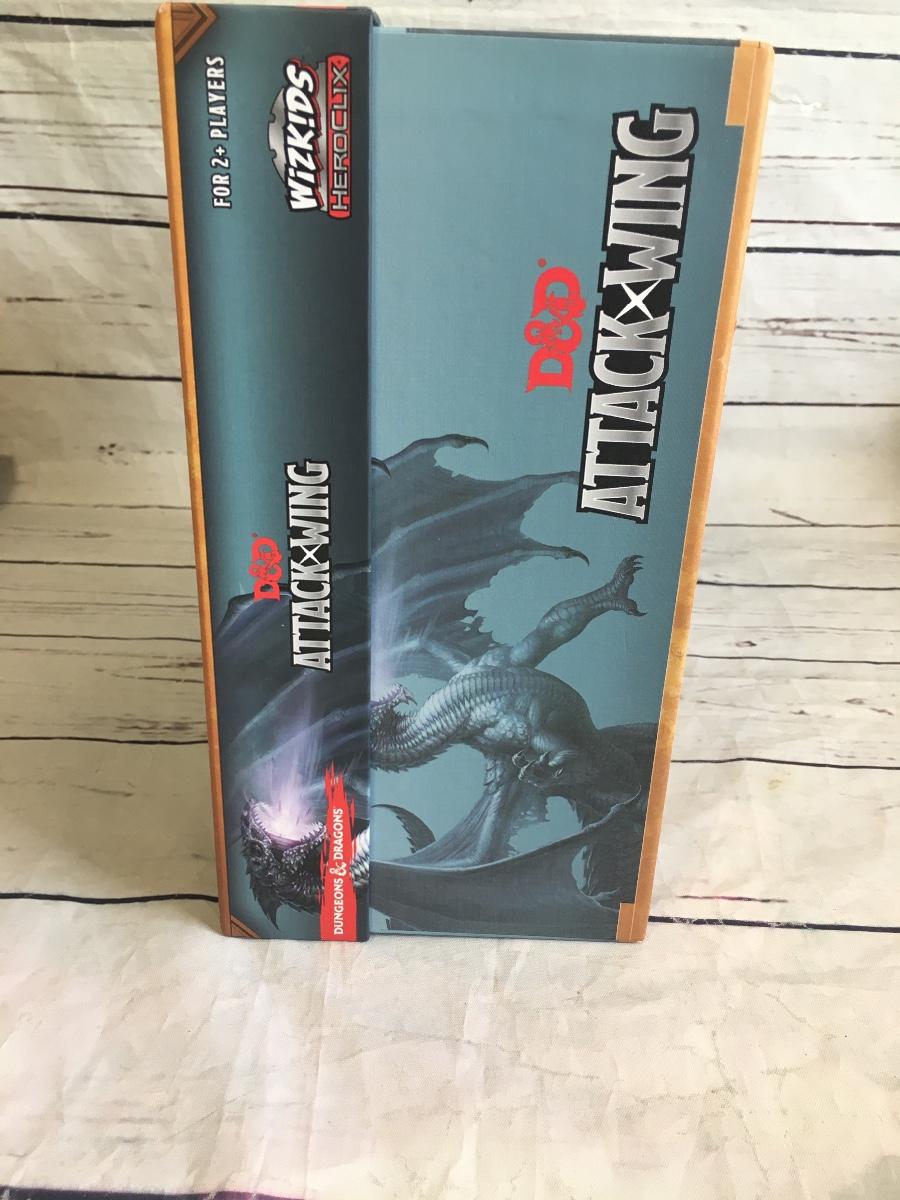 FOR 2+ PLAYERS
WIZKIDS
HEROCLIX
D&D
ATTACK WING
DUNGEONS & DRAGONS
D&D
ATTACK WING